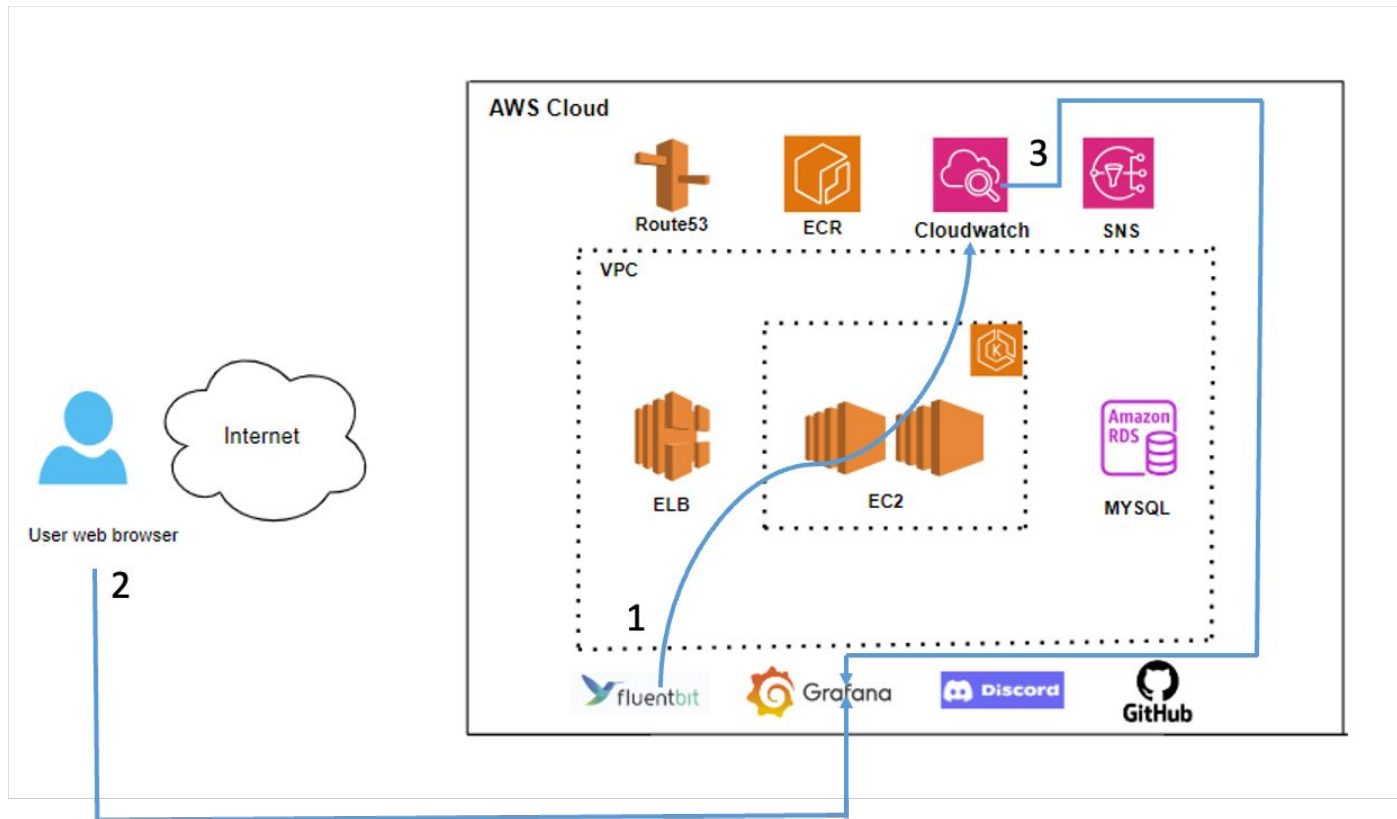 AWS Cloud
3
Route53
ECR
Cloudwatch
SNS
VPC
K
Internet
Amazon
RDS
ELB
EC2
MYSQL
User web browser
2
1
fluentbit
Grafana
Discord
GitHub